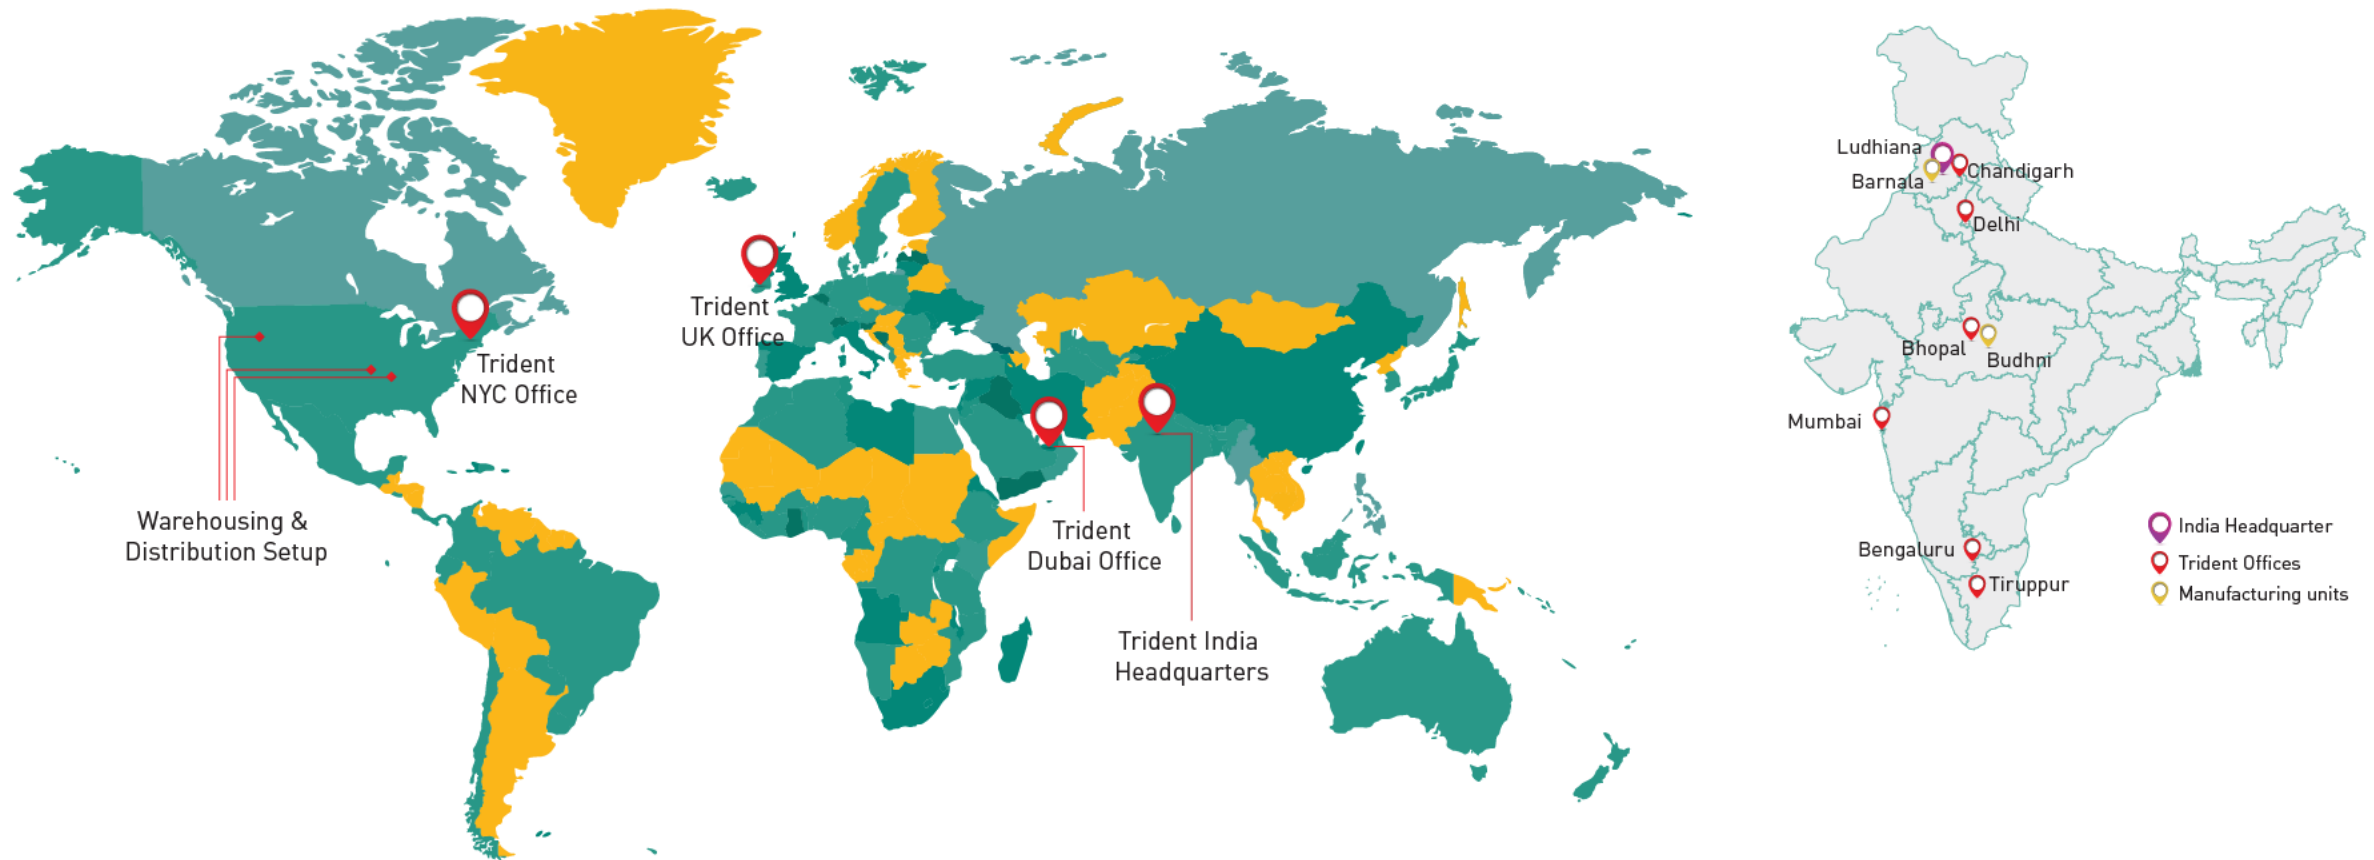 Trident
UK Office
Trident
NYC Office
Warehousing &
Distribution Setup
Trident
Dubai Office
Trident India
Headquarters
Ludhiana
Chandigarh
Barnala
Delhi
Bhopal
Budhni
Mumbai
Bengaluru
Tiruppur
India Headquarter
Trident Offices
Manufacturing units